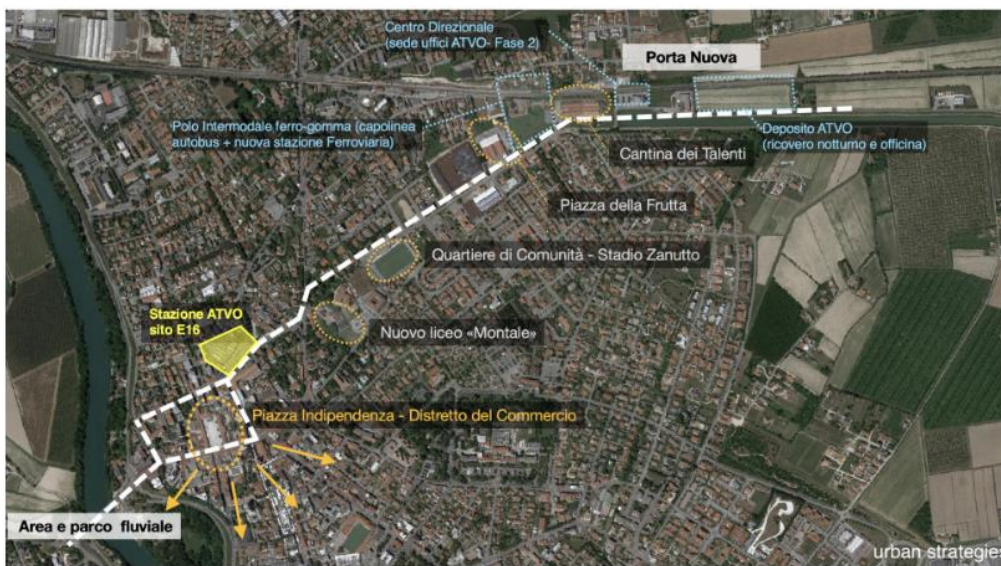 Centro Direzionale
(sede uffici ATVO- Fase 2)
Porta Nuova
Polo Intermodale ferro-gomma (capolinea
autobus + nuova stazione Ferroviaria)
Deposito ATVO
(ricovero notturno e officina)
Cantina dei Talenti
Piazza della Frutta
Quartiere di Comunità - Stadio Zanutto
Stazione ATVO
sito E16
Nuovo liceo «Montale»
Piazza Indipendenza - Distretto del Commercio
Area e parco fluviale
urban strategies